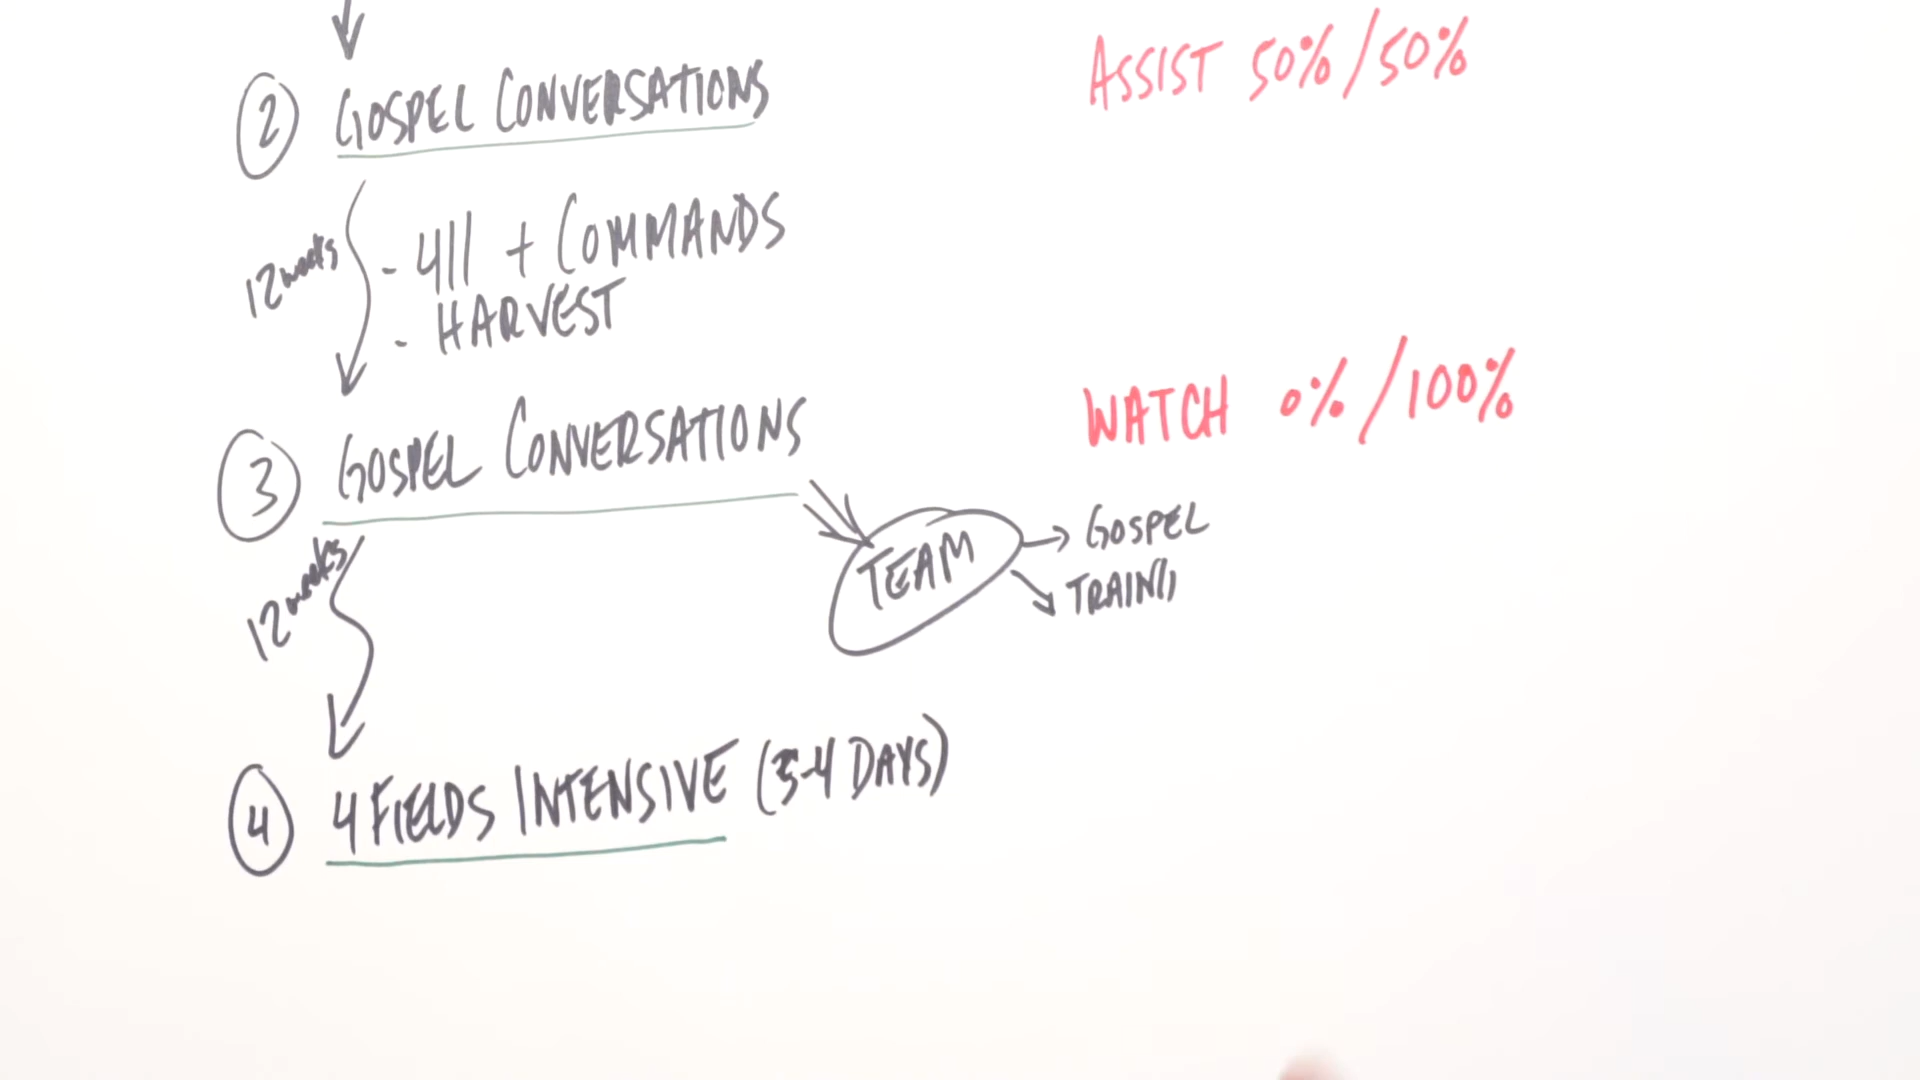 2 GOSPEL CONVERSATIONS
ASSIST 50%/50%
12 weeks
- 411 + COMMANDS
- HARVEST
WATCH 0%/100%
3 GOSPEL CONVERSATIONS
12 weeks
TEAM
GOSPEL
4 4 FIELDS INTENSIVE (3-4 DAYS)